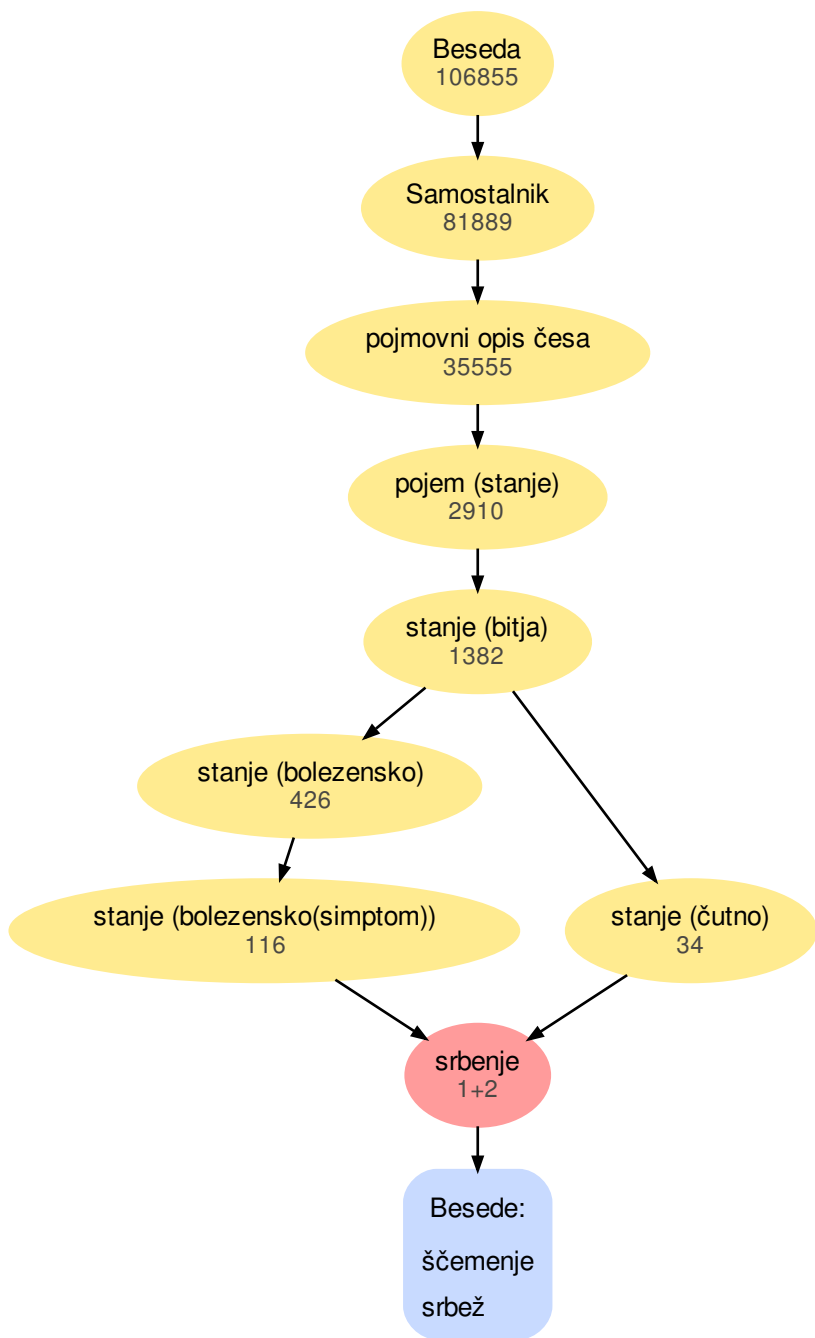 Beseda
106855
Samostalnik
81889
pojmovni opis česa
35555
pojem (stanje)
2910
stanje (bitja)
1382
stanje (bolezensko)
426
stanje (bolezensko(simptom))
116
stanje (čutno)
34
srbenje
1+2
Besede:
ščemenje
srbež